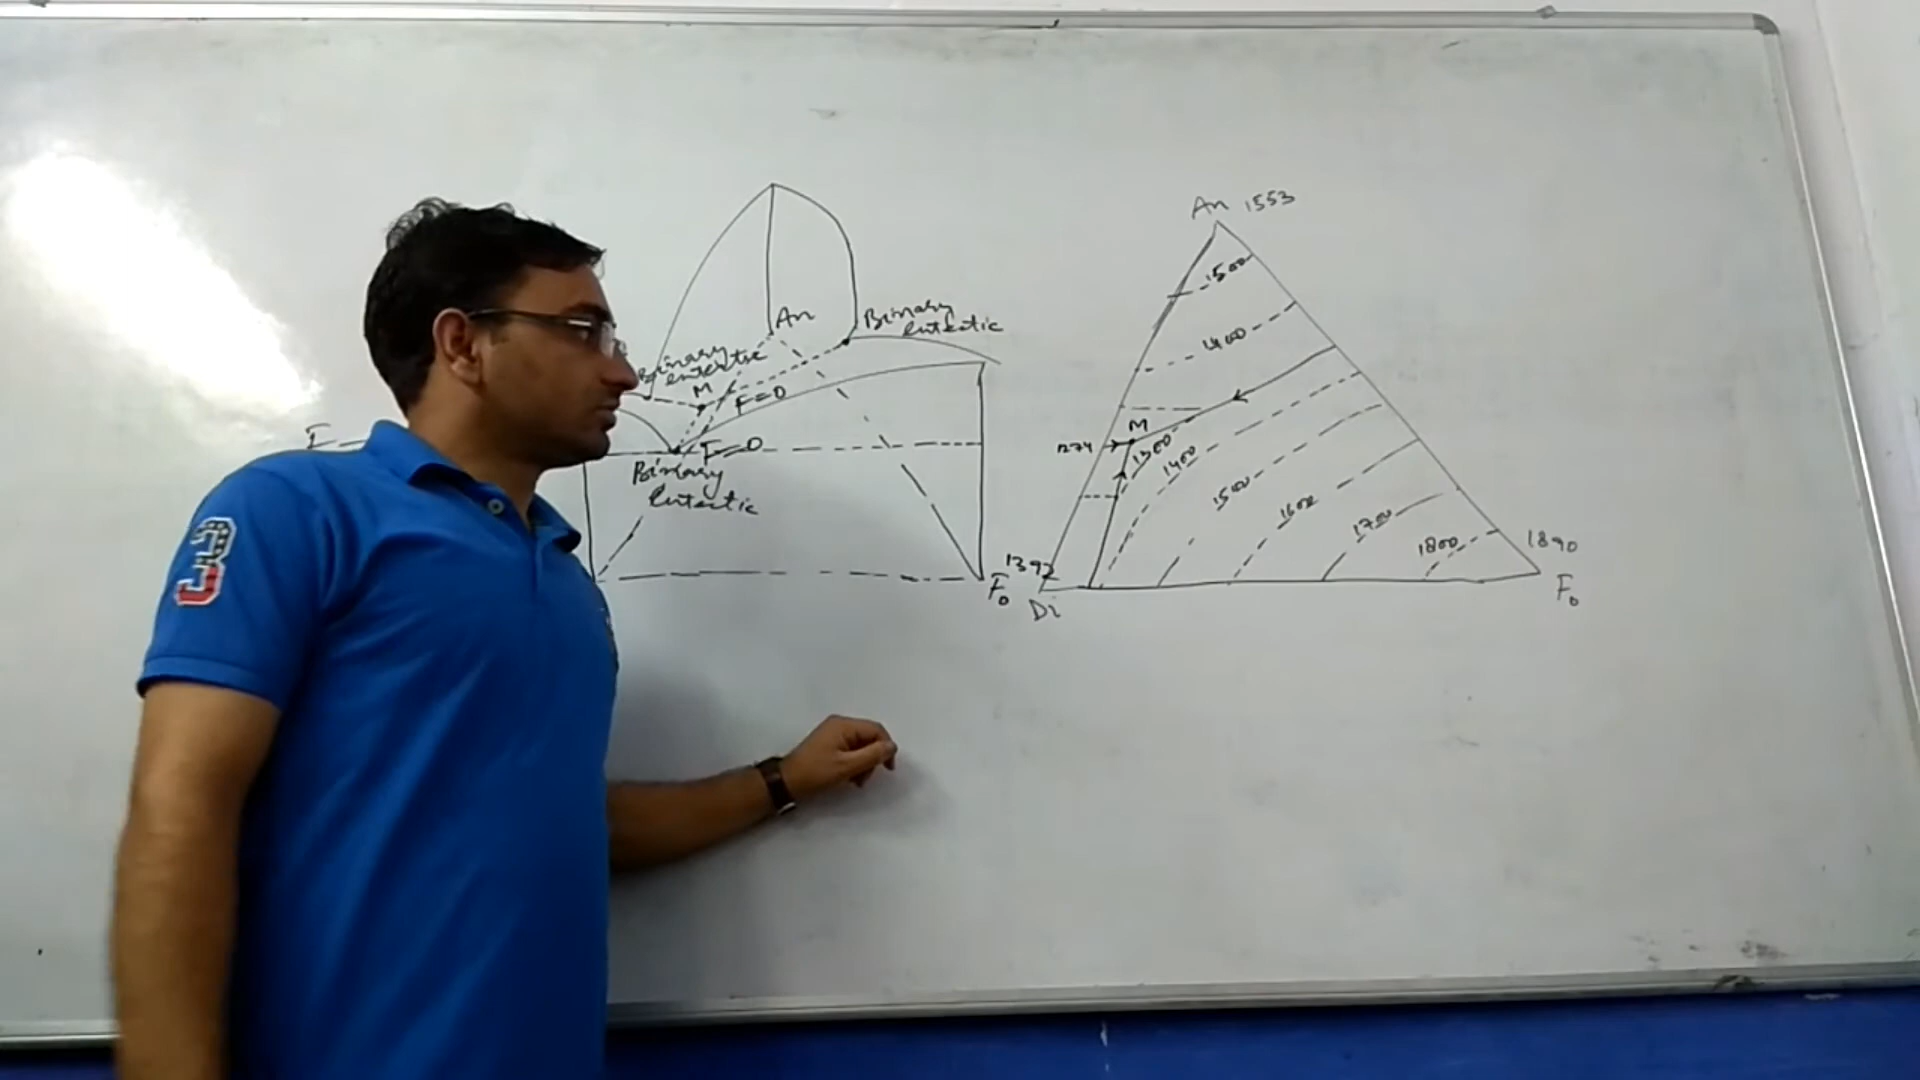 An
Binary
Eutectic
Binary
Eutectic
M
F=0
F=0
Binary
Eutectic
Fo
An 1553
1500
1400
M
1274
1300
1400
1500
1600
1700
1800
1890
1392
Di
Fo
3